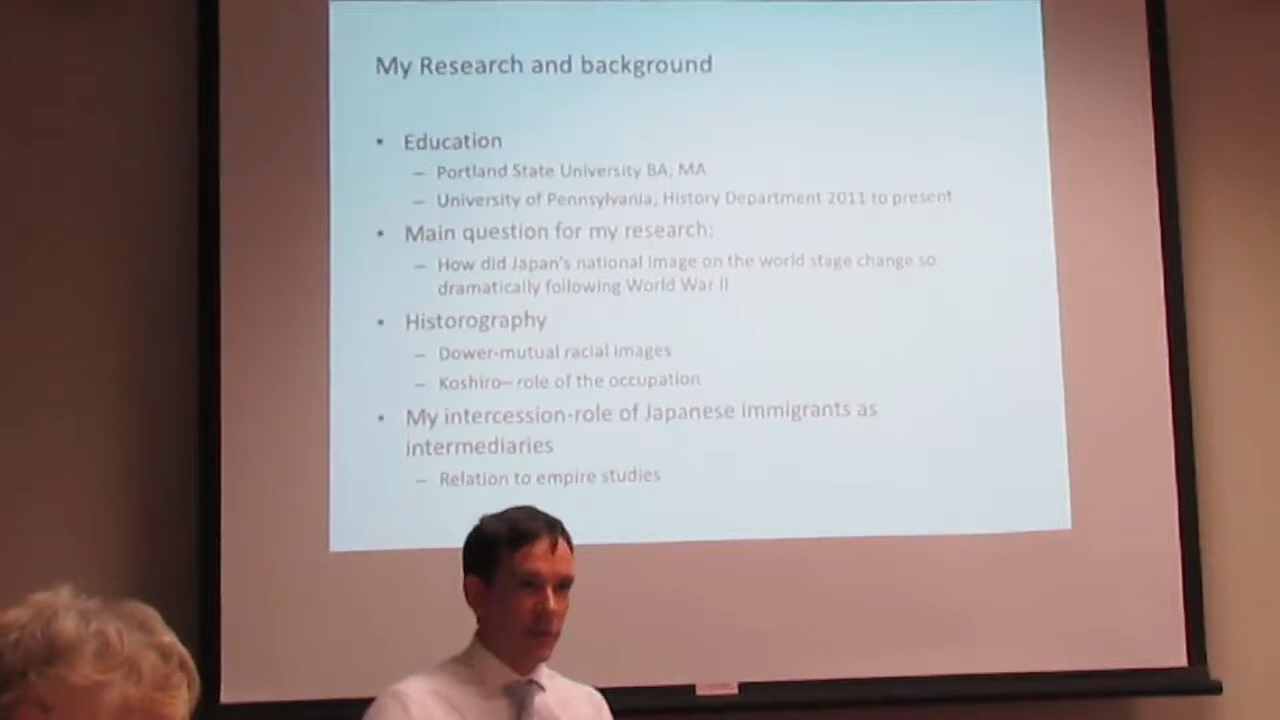 My Research and background
• Education
– Portland State University BA, MA
– University of Pennsylvania, History Department 2011 to present
• Main question for my research:
– How did Japan's national image on the world stage change so
dramatically following World War II
• Historography
– Dower-mutual racial images
– Koshiro– role of the occupation
• My intercession-role of Japanese immigrants as
intermediaries
– Relation to empire studies